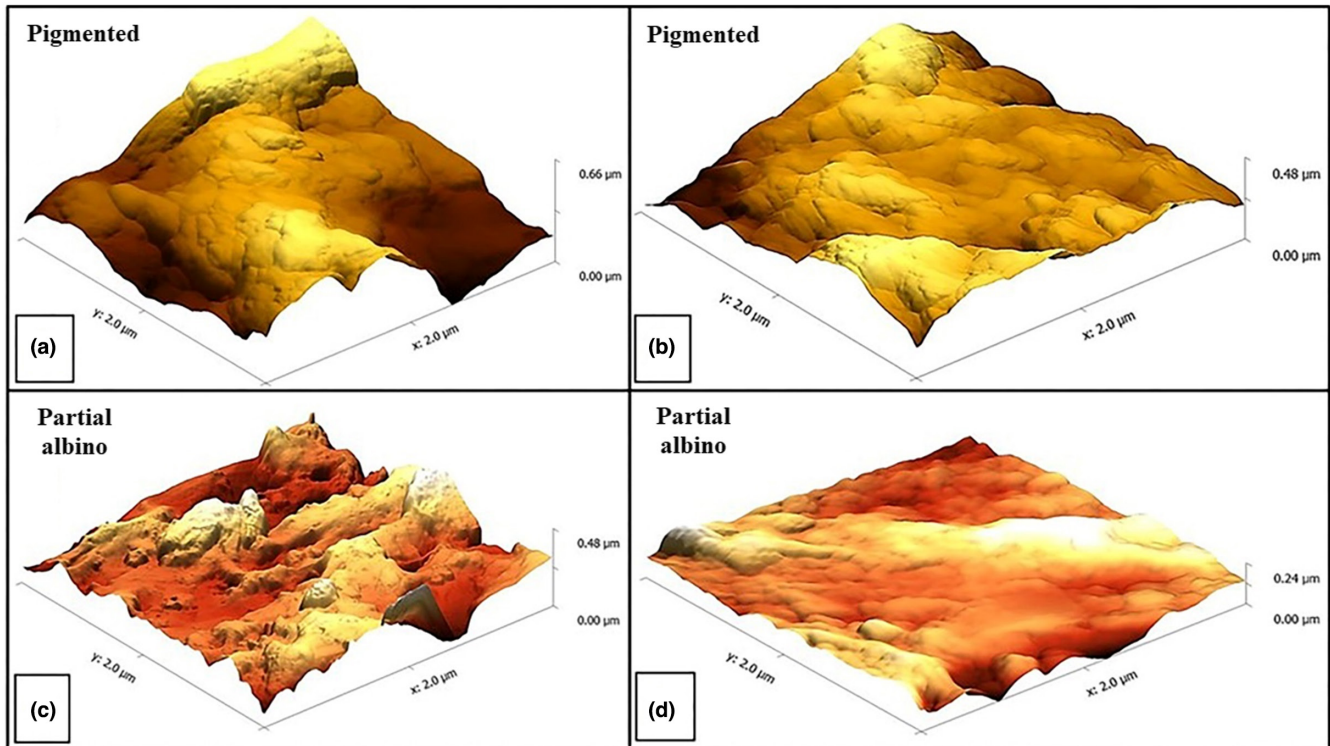 Pigmented
0.66 µm
0.00 µm
y: 2.0 µm
x: 2.0 µm
(a)
Pigmented
0.48 µm
0.00 µm
y: 2.0 µm
x: 2.0 µm
(b)
Partial
albino
0.48 µm
0.00 µm
y: 2.0 µm
x: 2.0 µm
(c)
Partial
albino
0.24 µm
0.00 µm
y: 2.0 µm
x: 2.0 µm
(d)